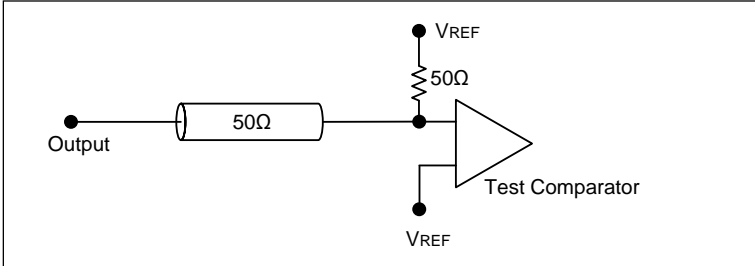 VREF
50Ω
50Ω
Output
Test Comparator
VREF